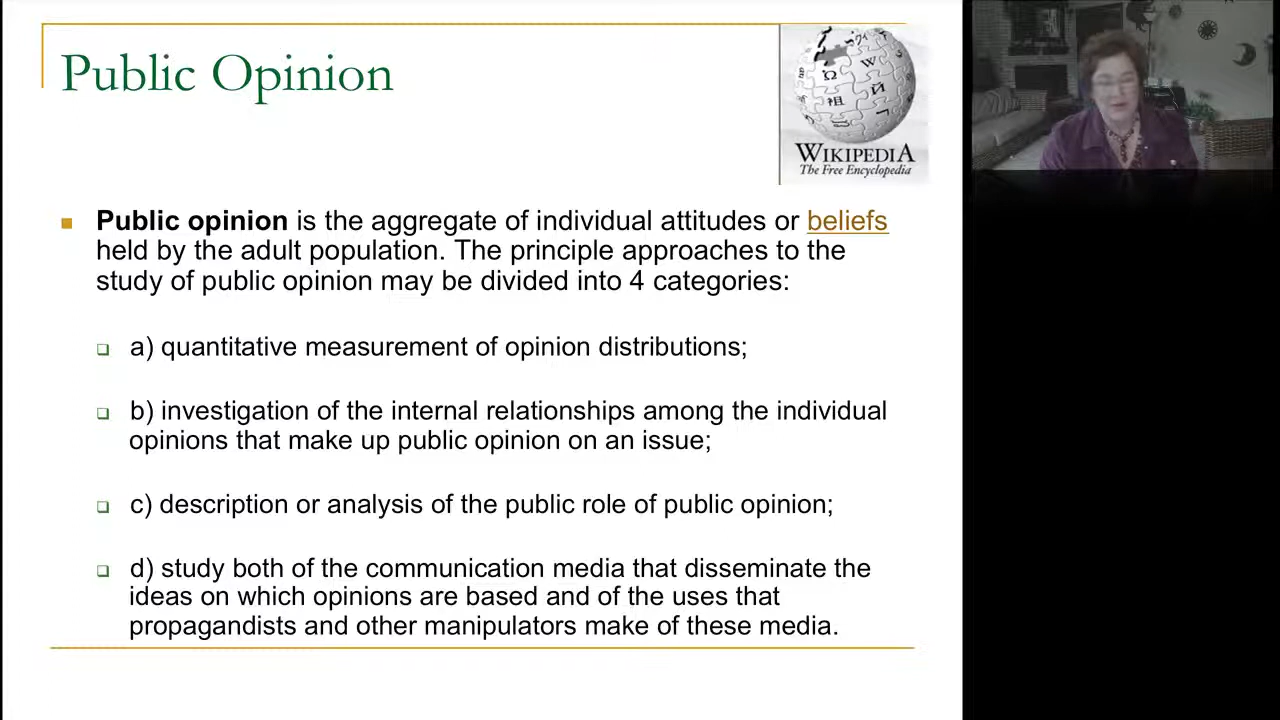 Public Opinion
WIKIPEDIA
The Free Encyclopedia
Public opinion is the aggregate of individual attitudes or beliefs
held by the adult population. The principle approaches to the
study of public opinion may be divided into 4 categories:
a) quantitative measurement of opinion distributions;
b) investigation of the internal relationships among the individual
opinions that make up public opinion on an issue;
c) description or analysis of the public role of public opinion;
d) study both of the communication media that disseminate the
ideas on which opinions are based and of the uses that
propagandists and other manipulators make of these media.